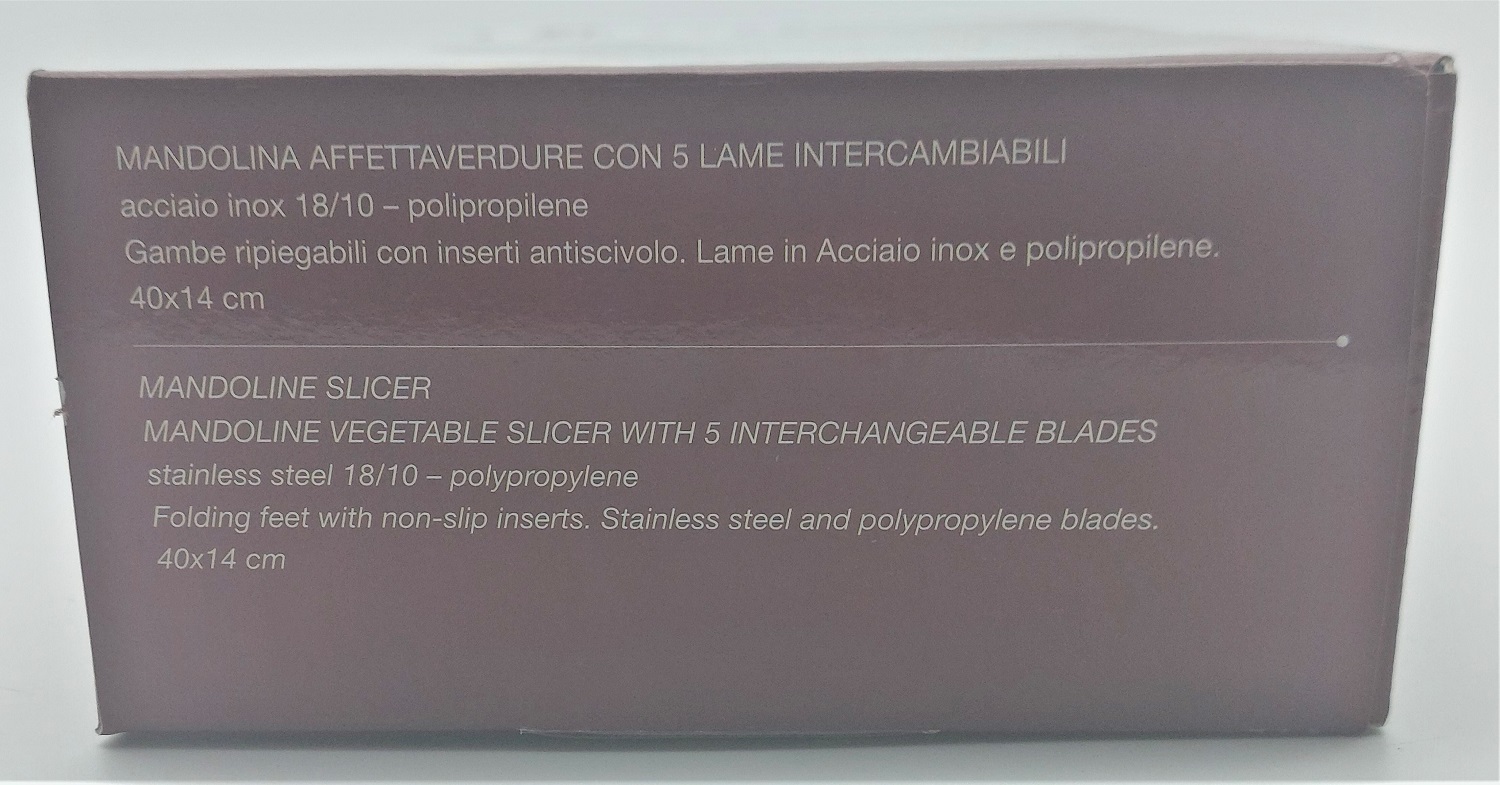 MANDOLINA AFFETTAVERDURE CON 5 LAME INTERCAMBIABILI
acciaio inox 18/10 – polipropilene
Gambe ripiegabili con inserti antiscivolo. Lame in Acciaio inox e polipropilene.
40x14 cm
MANDOLINE SLICER
MANDOLINE VEGETABLE SLICER WITH 5 INTERCHANGEABLE BLADES
stainless steel 18/10 – polypropylene
Folding feet with non-slip inserts. Stainless steel and polypropylene blades.
40x14 cm